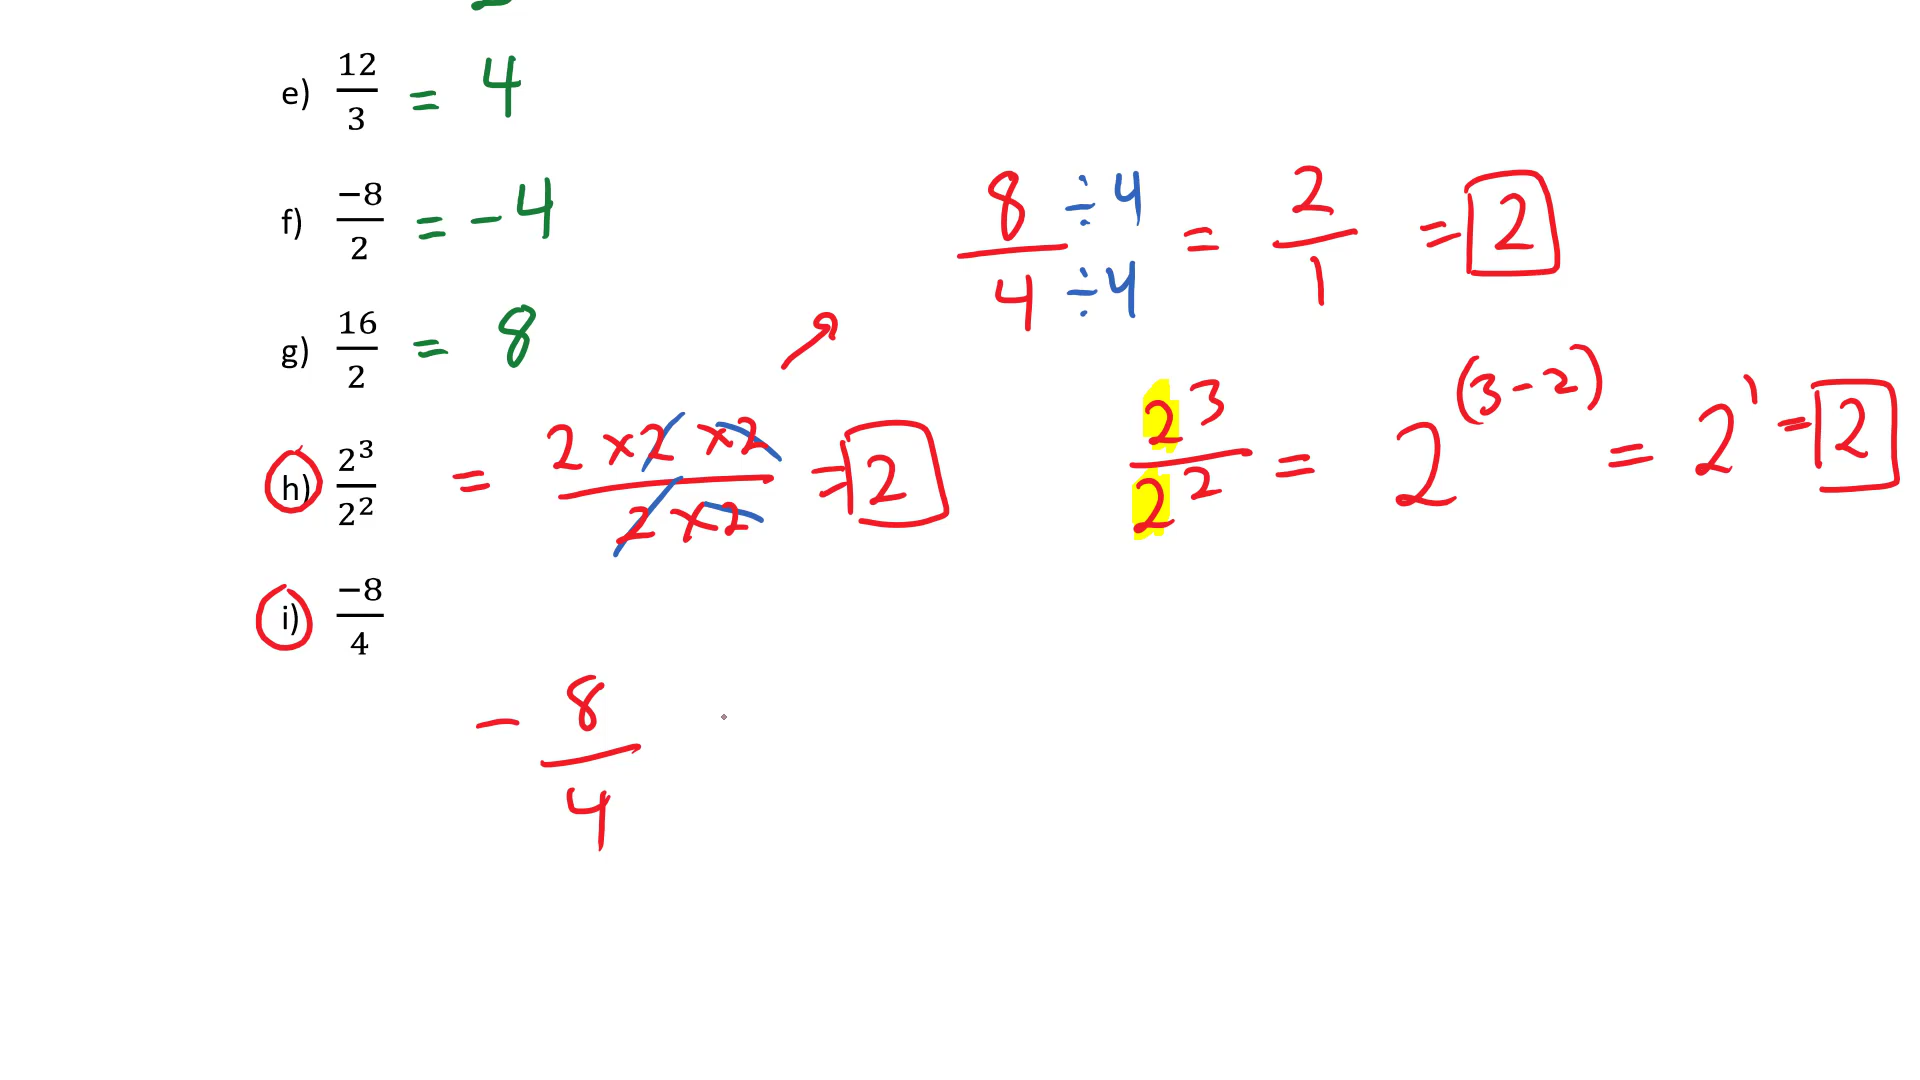 e) 12/3 = 4
f) −8/2 = −4
g) 16/2 = 8
8 ÷4 / 4 ÷4 = 2/1 = 2
h) 2³/2² = 2×2×2 / 2×2 = 2
2³/2² = 2⁽³⁻²⁾ = 2¹ = 2
i) −8/4
− 8/4